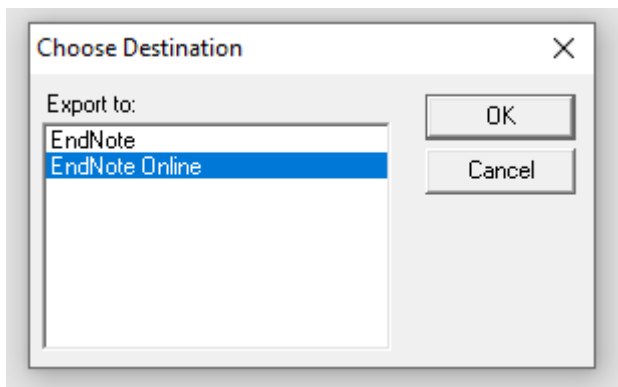 Choose Destination
Export to:
EndNote
EndNote Online
OK
Cancel